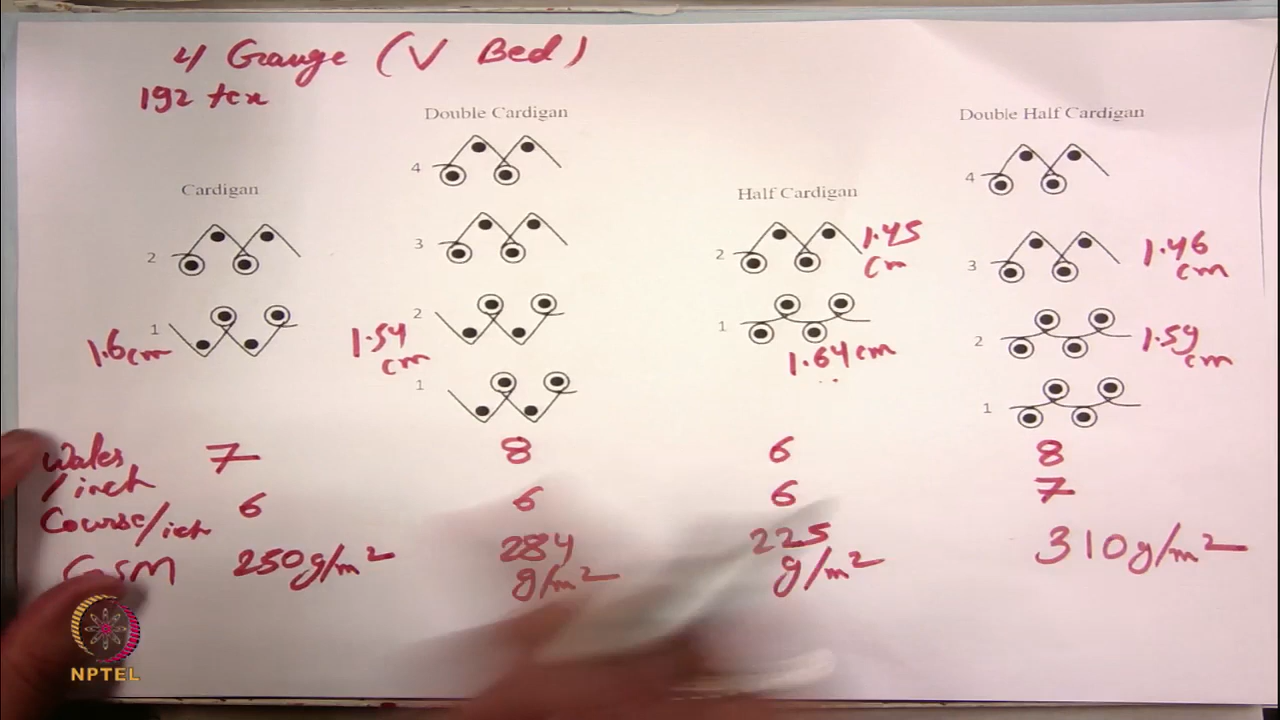 4 Gauge (V Bed)
192 tex
Double Cardigan
Double Half Cardigan
4
4
Cardigan
Half Cardigan
2
3
2
1.45
cm
3
1.46
cm
1
1.6cm
2
1.54
cm
1
1.64cm
2
1.59
cm
1
1
Wales
/inch
7
8
6
8
Course/ich
6
6
6
7
GSM
250g/m²
284
g/m²
225
g/m²
310g/m²
NPTEL